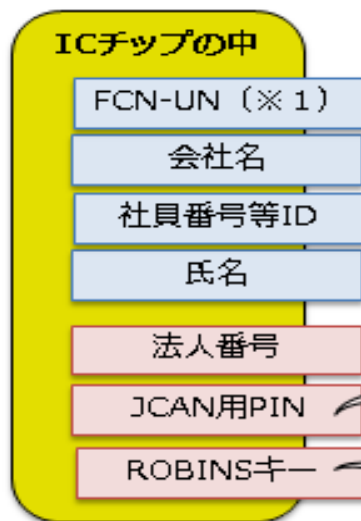 ICチップの中
FCN-UN（※１）
会社名
社員番号等ID
氏名
法人番号
JCAN用PIN
ROBINSキー